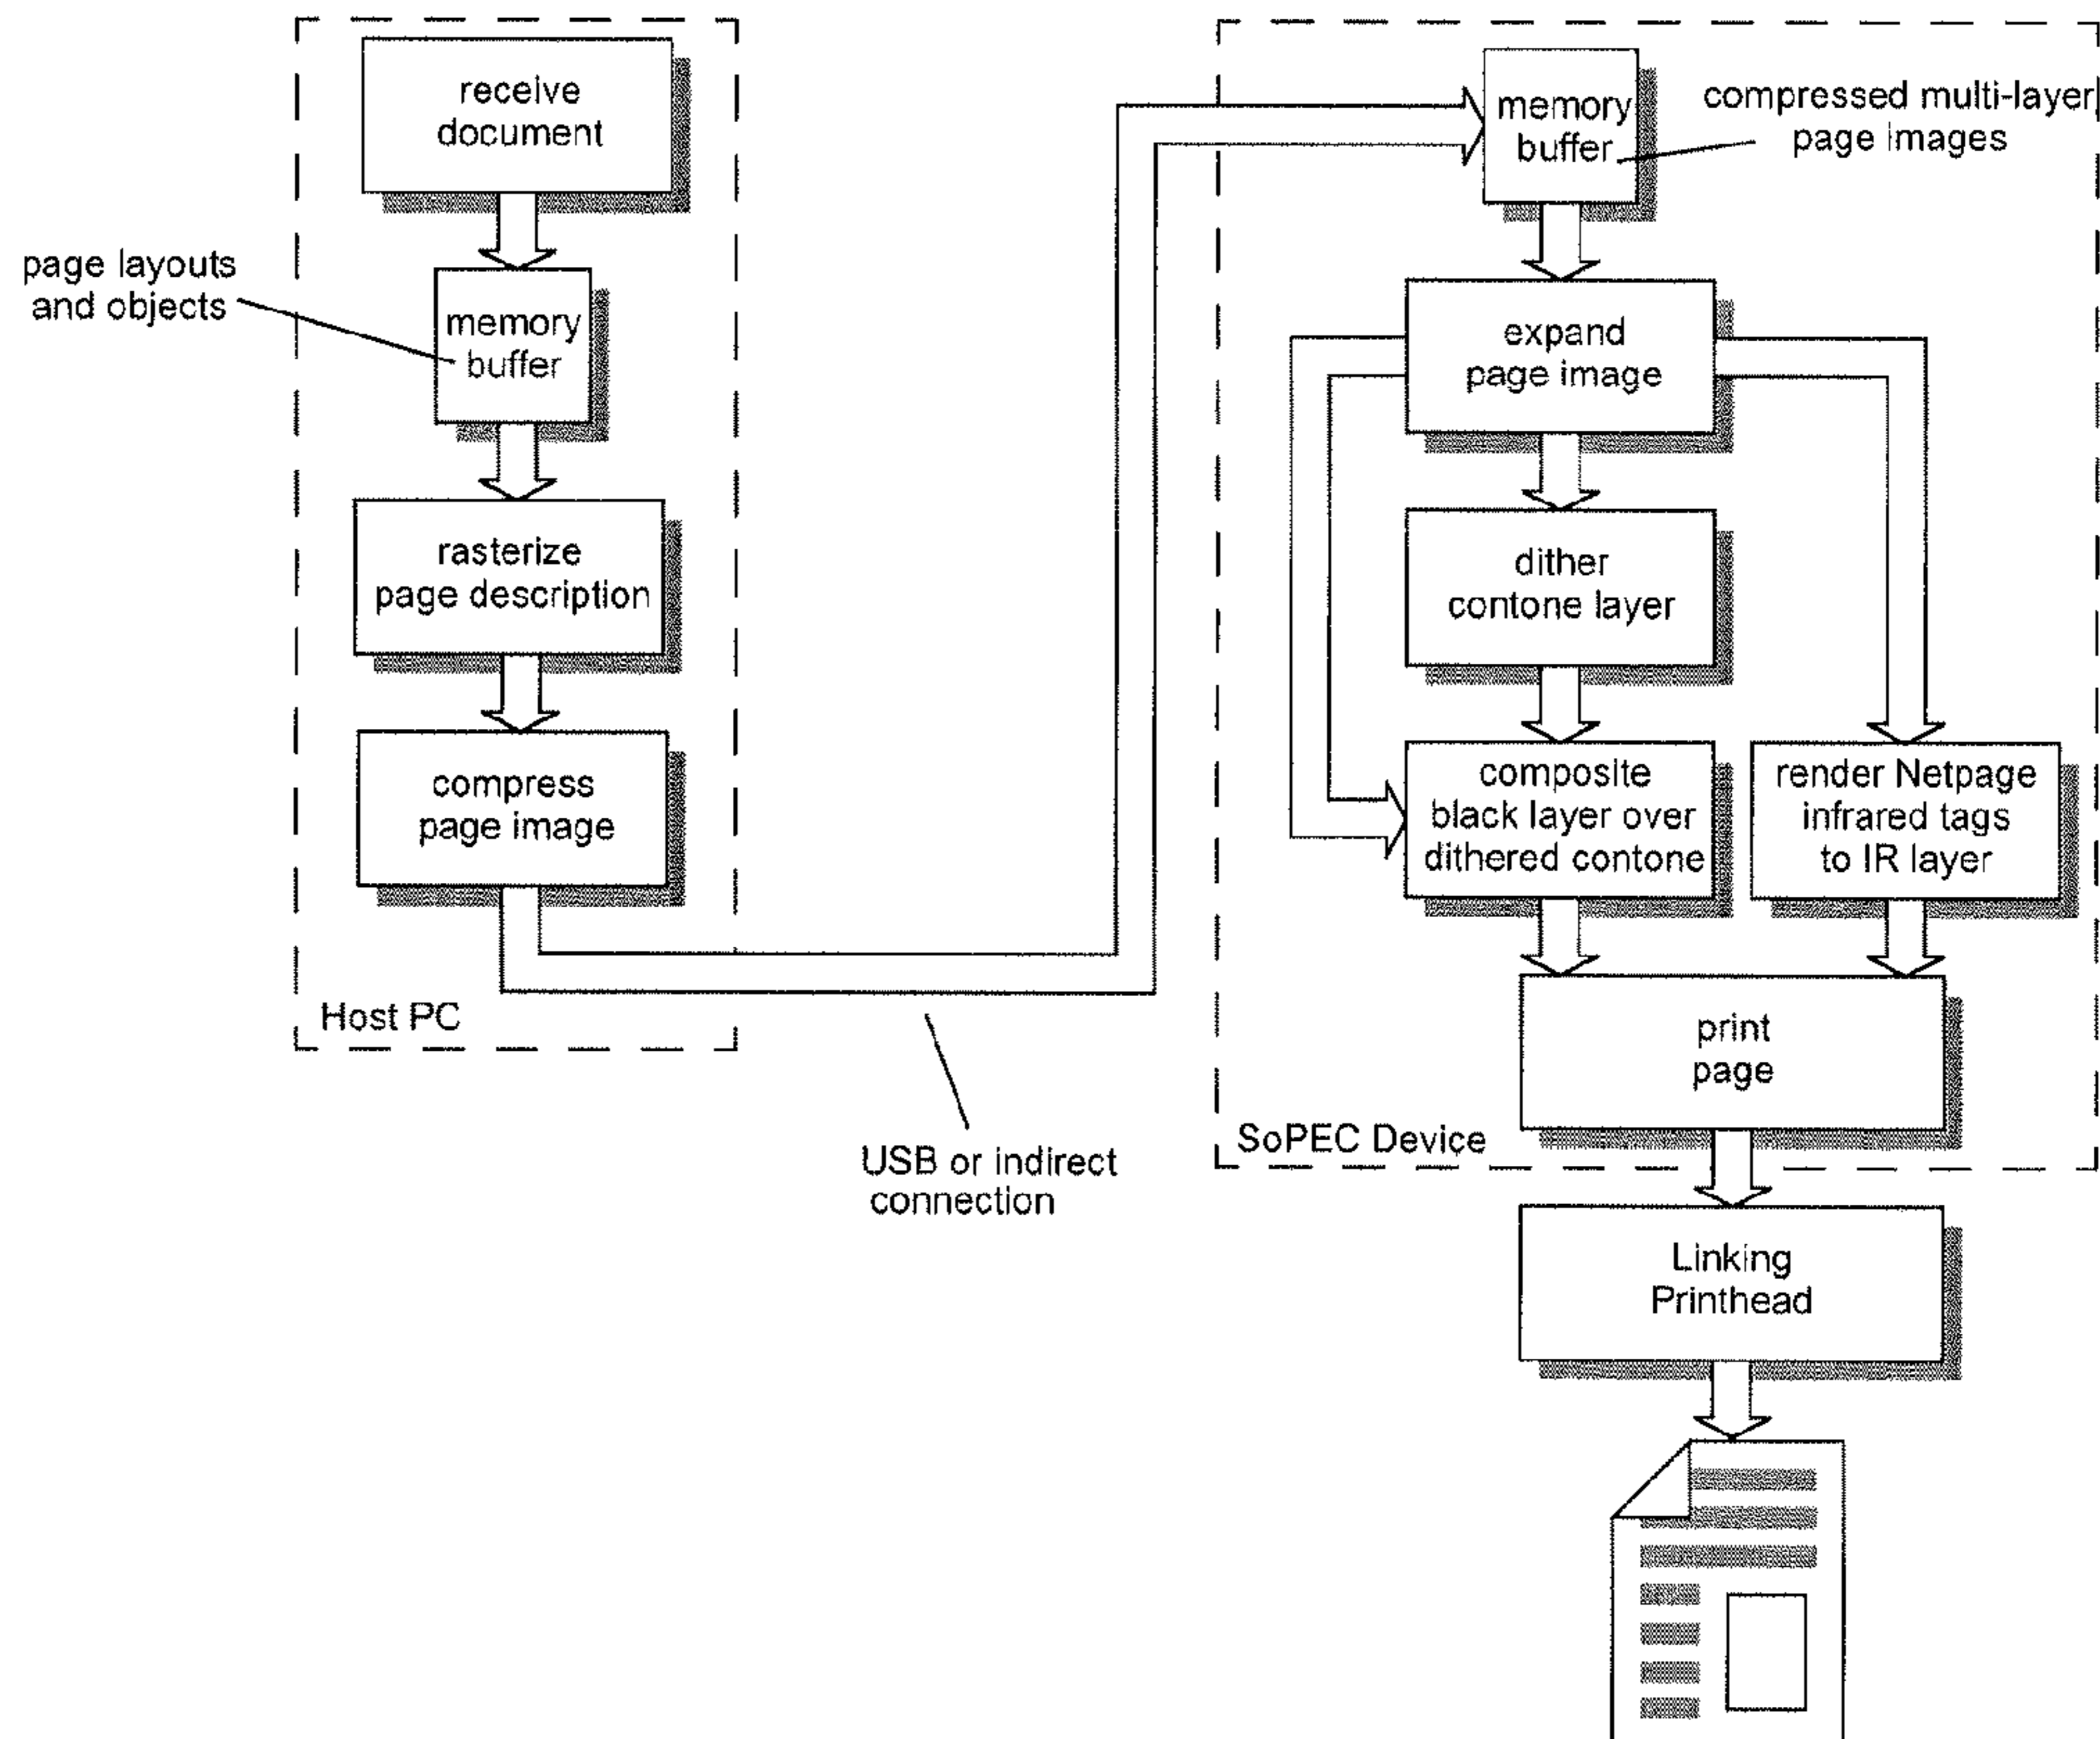 receive
document
page layouts
and objects
memory
buffer
rasterize
page description
compress
page image
Host PC
USB or indirect
connection
memory
buffer
compressed multi-layer
page images
expand
page image
dither
contone layer
composite
black layer over
dithered contone
render Netpage
infrared tags
to IR layer
print
page
SoPEC Device
Linking
Printhead